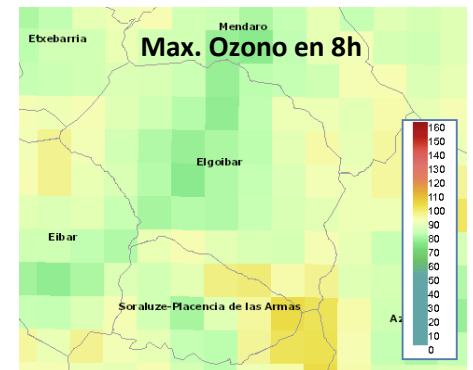 Mendaro
Etxebarria
Max. Ozono en 8h
Elgoibar
Eibar
Soraluze-Placencia de las Armas
Az
160
150
140
130
120
110
100
90
80
70
60
50
40
30
20
10
0